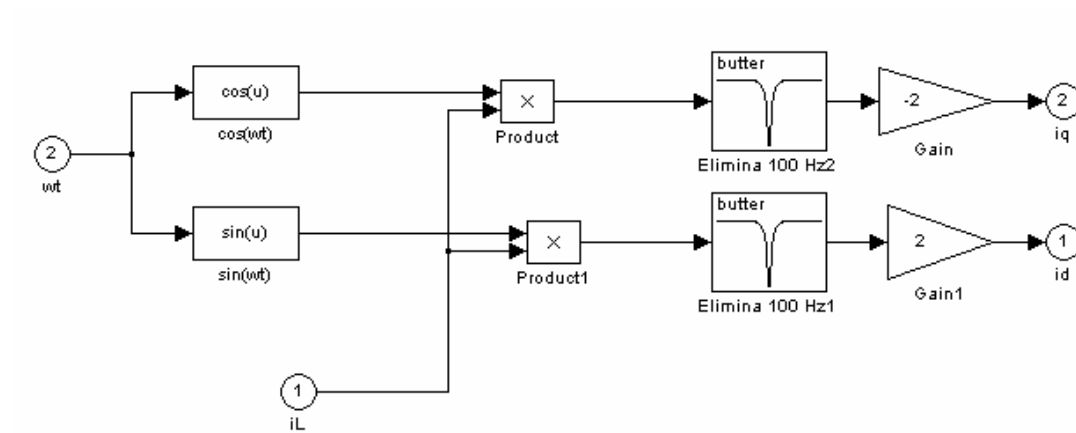 butter
cos(u)
cos(wt)
×
Product
-2
2
iq
Elimina 100 Hz2
Gain
2
wt
butter
sin(u)
sin(wt)
×
Product1
2
1
id
Elimina 100 Hz1
Gain1
1
iL